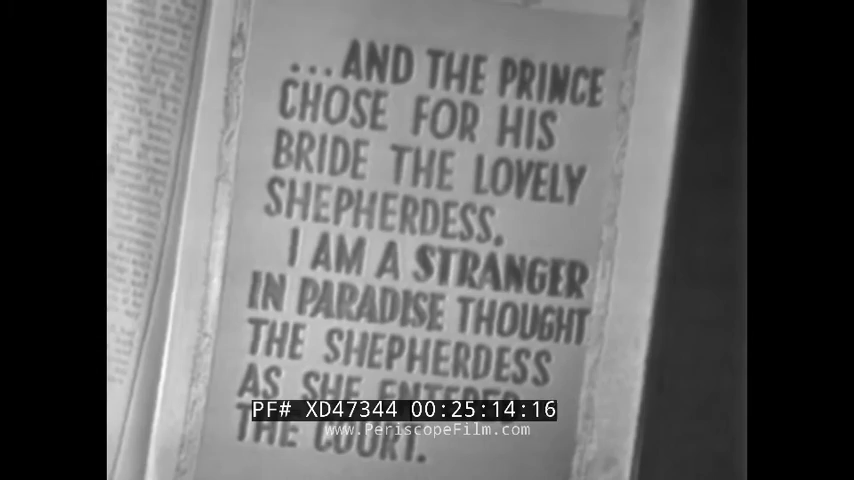 ...AND THE PRINCE
CHOSE FOR HIS
BRIDE THE LOVELY
SHEPHERDESS.
I AM A STRANGER
IN PARADISE THOUGHT
THE SHEPHERDESS
AS SHE ENTERED
THE COURT.
PF# XD47344 00:25:14:16
www.PeriscopeFilm.com